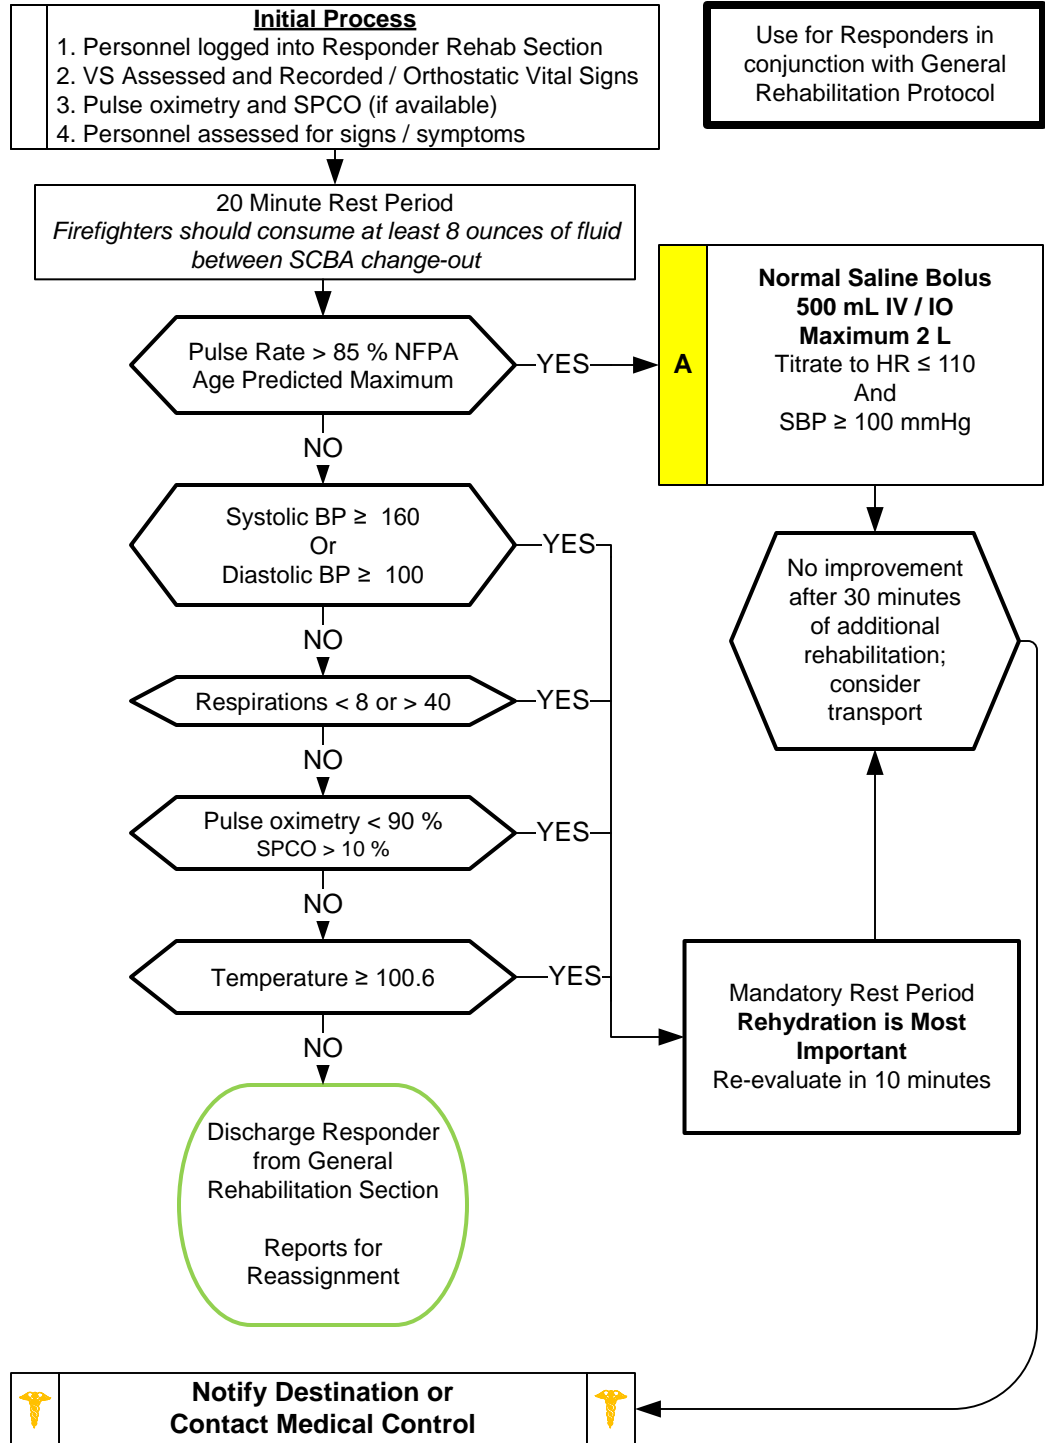 Initial Process
1. Personnel logged into Responder Rehab Section
2. VS Assessed and Recorded / Orthostatic Vital Signs
3. Pulse oximetry and SPCO (if available)
4. Personnel assessed for signs / symptoms
Use for Responders in
conjunction with General
Rehabilitation Protocol
20 Minute Rest Period
Firefighters should consume at least 8 ounces of fluid
between SCBA change-out
Pulse Rate > 85 % NFPA
Age Predicted Maximum
YES
A
Normal Saline Bolus
500 mL IV / IO
Maximum 2 L
Titrate to HR ≤ 110
And
SBP ≥ 100 mmHg
NO
Systolic BP ≥ 160
Or
Diastolic BP ≥ 100
YES
No improvement
after 30 minutes
of additional
rehabilitation;
consider
transport
NO
Respirations < 8 or > 40
YES
NO
Pulse oximetry < 90 %
SPCO > 10 %
YES
NO
Temperature ≥ 100.6
YES
Mandatory Rest Period
Rehydration is Most
Important
Re-evaluate in 10 minutes
NO
Discharge Responder
from General
Rehabilitation Section
Reports for
Reassignment
Notify Destination or
Contact Medical Control